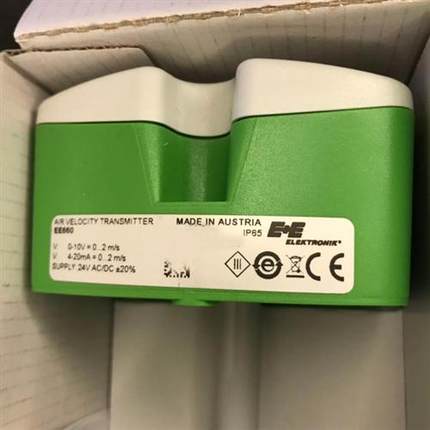 AIR VELOCITY TRANSMITTER
EE660
MADE IN AUSTRIA
IP65
E+E
ELEKTRONIK®
V: 0-10V = 0...2 m/s
V: 4-20mA = 0...2 m/s
SUPPLY: 24V AC/DC ±20%
e
CE